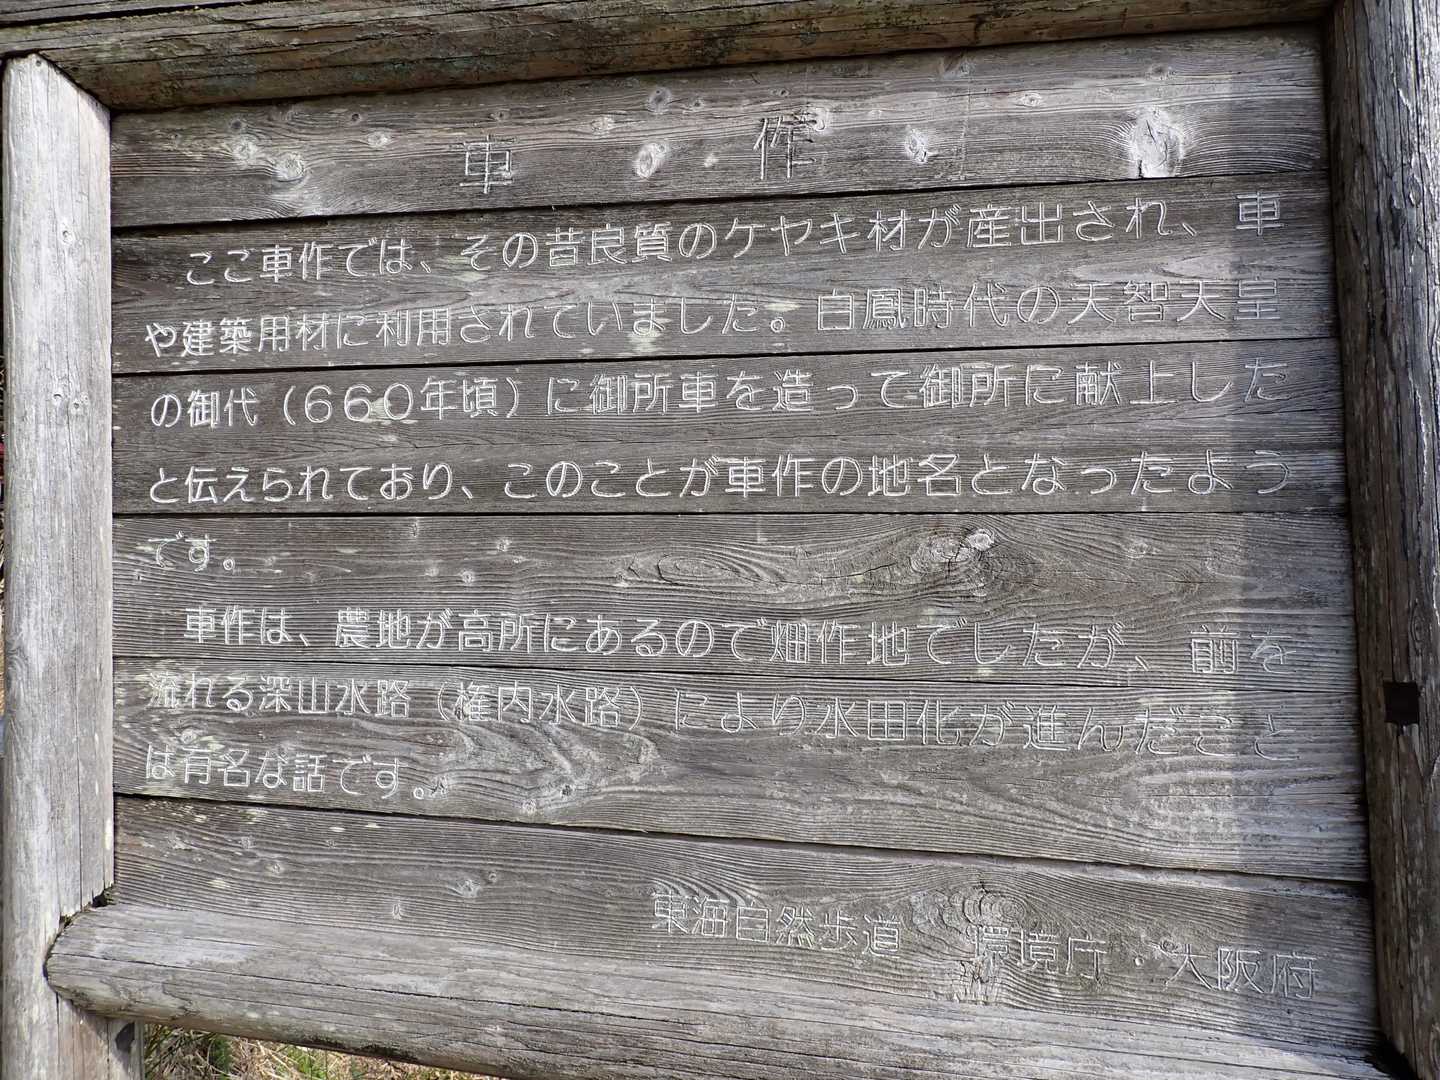 車作
ここ車作では、その昔良質のケヤキ材が産出され、車
や建築用材に利用されていました。白鳳時代の天智天皇
の御代（６６０年頃）に御所車を造って御所に献上した
と伝えられており、このことが車作の地名となったよう
です。
車作は、農地が高所にあるので畑作地でしたが、前を
流れる深山水路（権内水路）により水田化が進んだこと
は有名な話です。
東海自然歩道　環境庁・大阪府